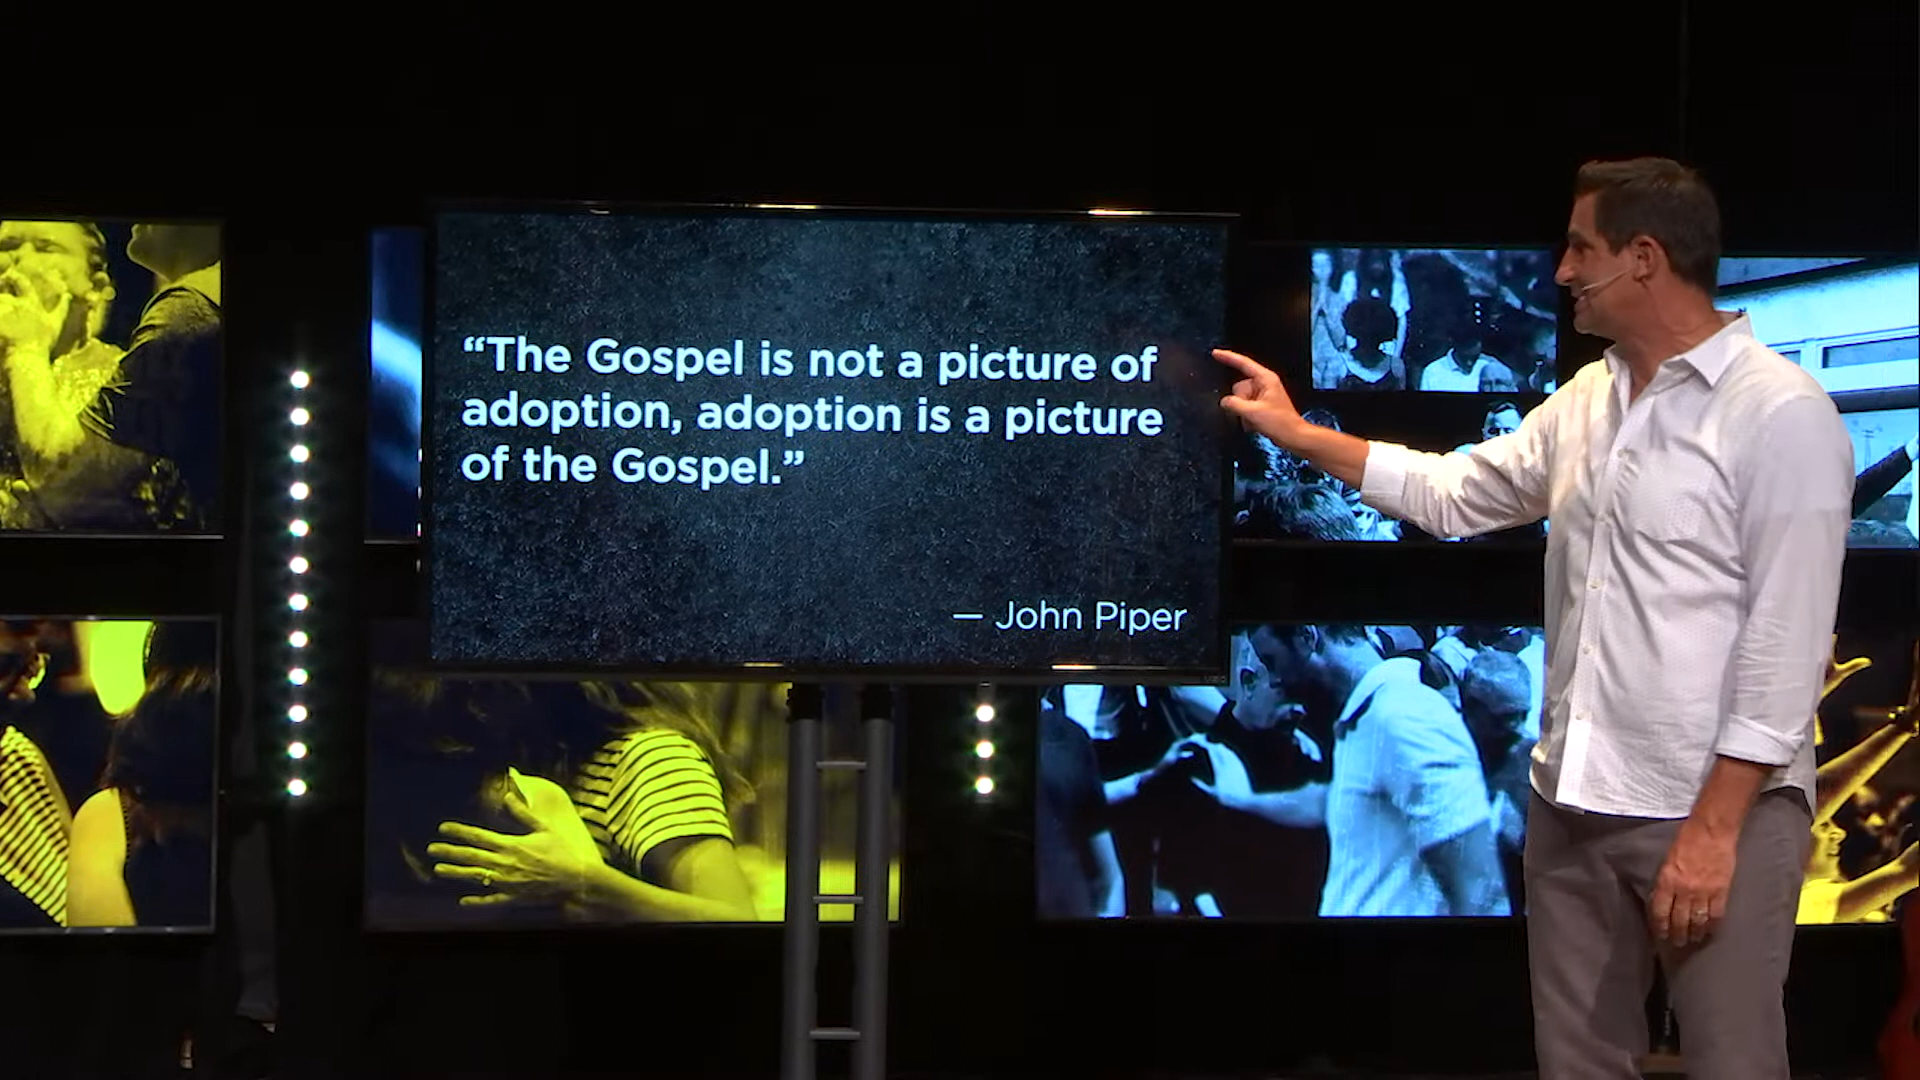 “The Gospel is not a picture of
adoption, adoption is a picture
of the Gospel.”
— John Piper